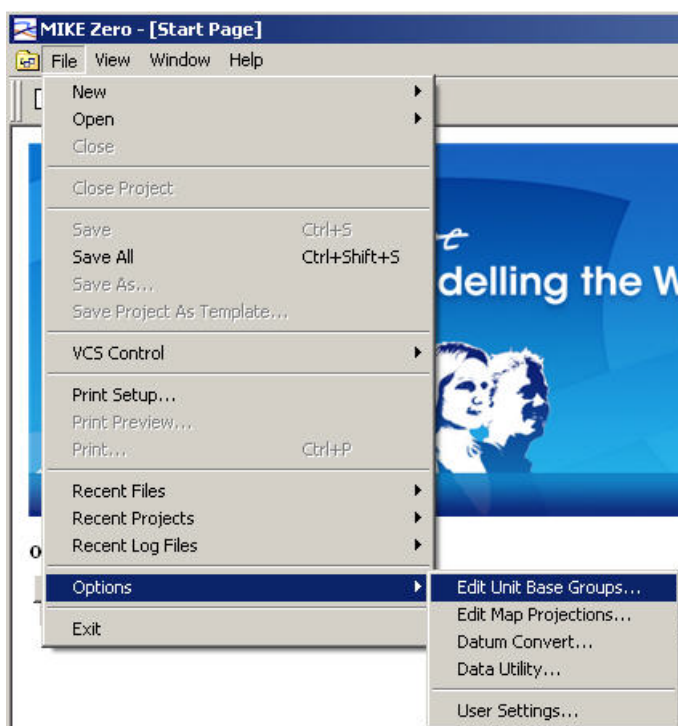 MIKE Zero - [Start Page]
File View Window Help
New
Open
Close
Close Project
Save Ctrl+S
Save All Ctrl+Shift+S
Save As...
Save Project As Template...
delling the W
VCS Control
Print Setup...
Print Preview...
Print... Ctrl+P
Recent Files
Recent Projects
Recent Log Files
Options
Edit Unit Base Groups...
Edit Map Projections...
Exit
Datum Convert...
Data Utility...
User Settings...